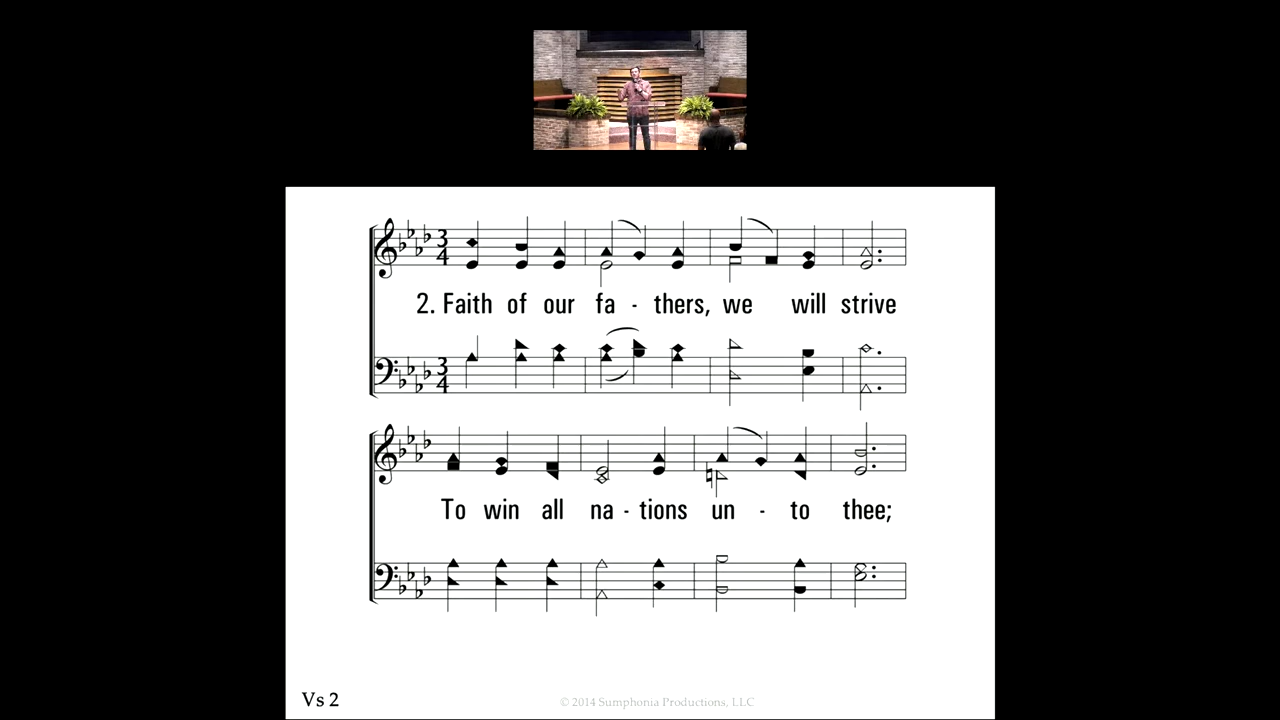 2. Faith of our fa - thers, we will strive
To win all na - tions un - to thee;
Vs 2
© 2014 Sumphonia Productions, LLC